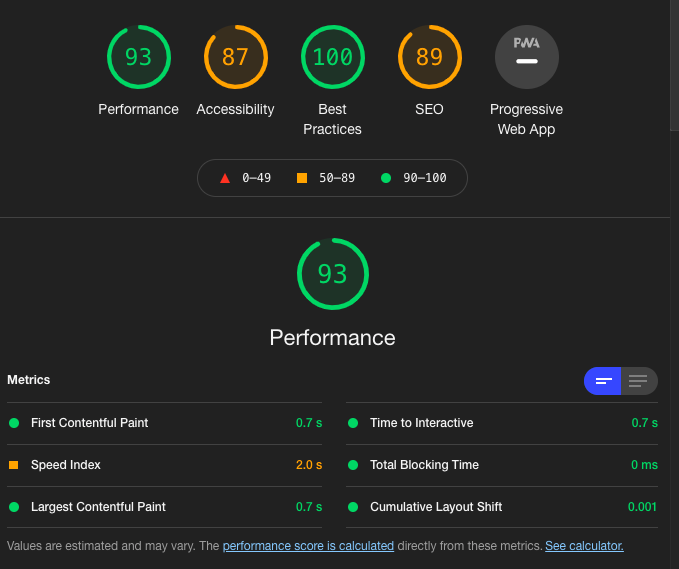 93 87 100 89 PWA
Performance Accessibility Best Practices SEO Progressive Web App
0–49 50–89 90–100
93
Performance
Metrics
First Contentful Paint 0.7 s
Time to Interactive 0.7 s
Speed Index 2.0 s
Total Blocking Time 0 ms
Largest Contentful Paint 0.7 s
Cumulative Layout Shift 0.001
Values are estimated and may vary. The performance score is calculated directly from these metrics. See calculator.